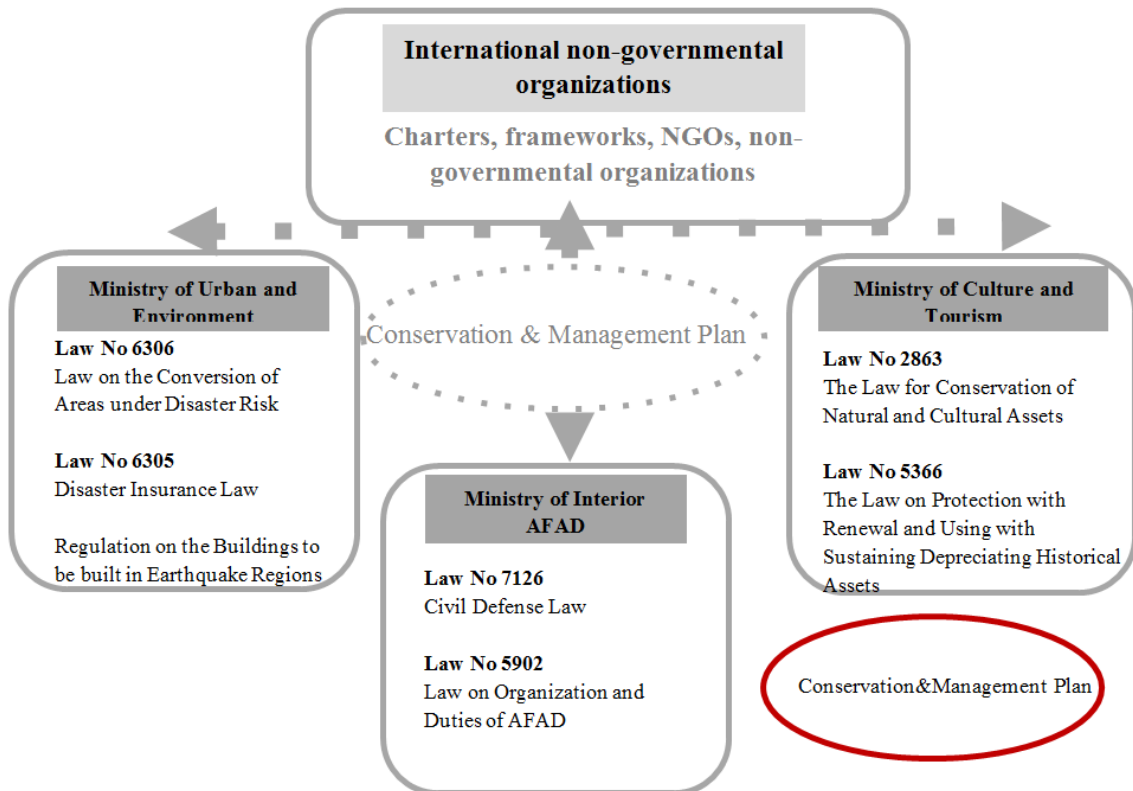 International non-governmental
organizations
Charters, frameworks, NGOs, non-
governmental organizations
Ministry of Urban and
Environment
Law No 6306
Law on the Conversion of
Areas under Disaster Risk
Law No 6305
Disaster Insurance Law
Regulation on the Buildings to
be built in Earthquake Regions
Conservation & Management Plan
Ministry of Culture and
Tourism
Law No 2863
The Law for Conservation of
Natural and Cultural Assets
Law No 5366
The Law on Protection with
Renewal and Using with
Sustaining Depreciating Historical
Assets
Ministry of Interior
AFAD
Law No 7126
Civil Defense Law
Law No 5902
Law on Organization and
Duties of AFAD
Conservation&Management Plan